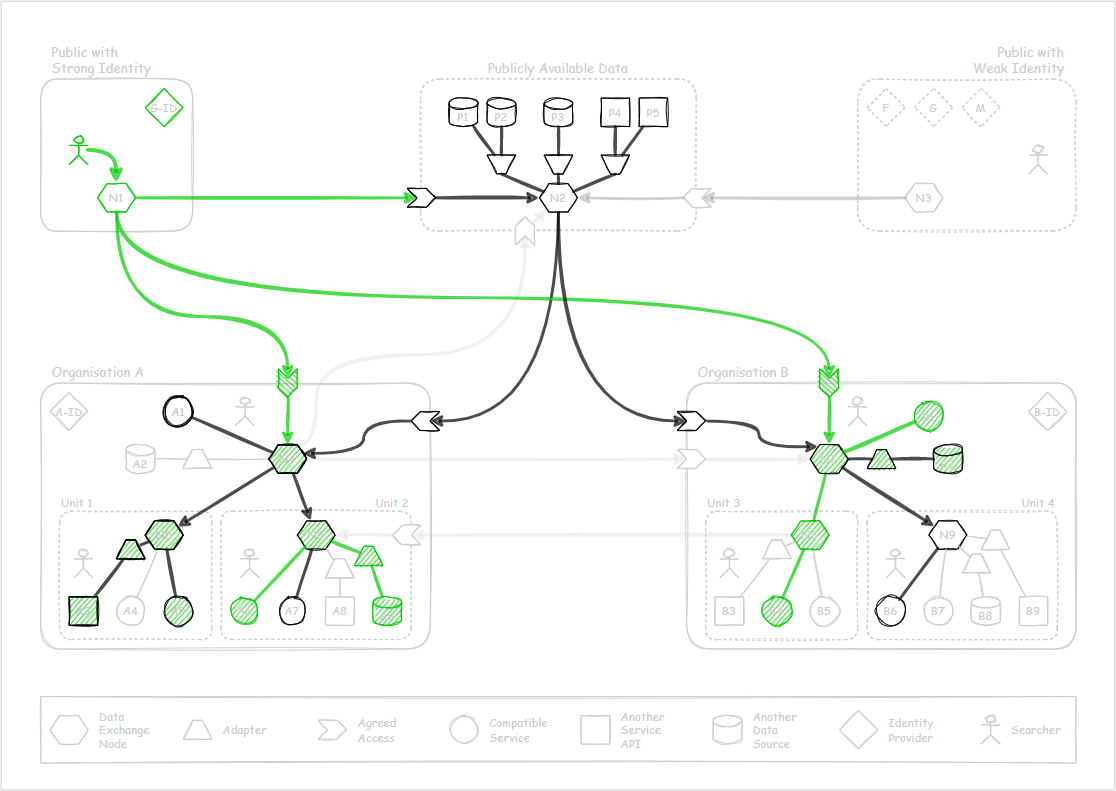 Public with
Strong Identity
Publicly Available Data
Public with
Weak Identity
G-ID
P1
P2
P3
P4
P5
F
G
M
N1
N2
N3
Organisation A
Organisation B
A-ID
A1
A2
B-ID
Unit 1
Unit 2
Unit 3
Unit 4
N9
A4
A7
A8
B3
B5
B6
B7
B8
B9
Data
Exchange
Node
Adapter
Agreed
Access
Compatible
Service
Another
Service
API
Another
Data
Source
Identity
Provider
Searcher